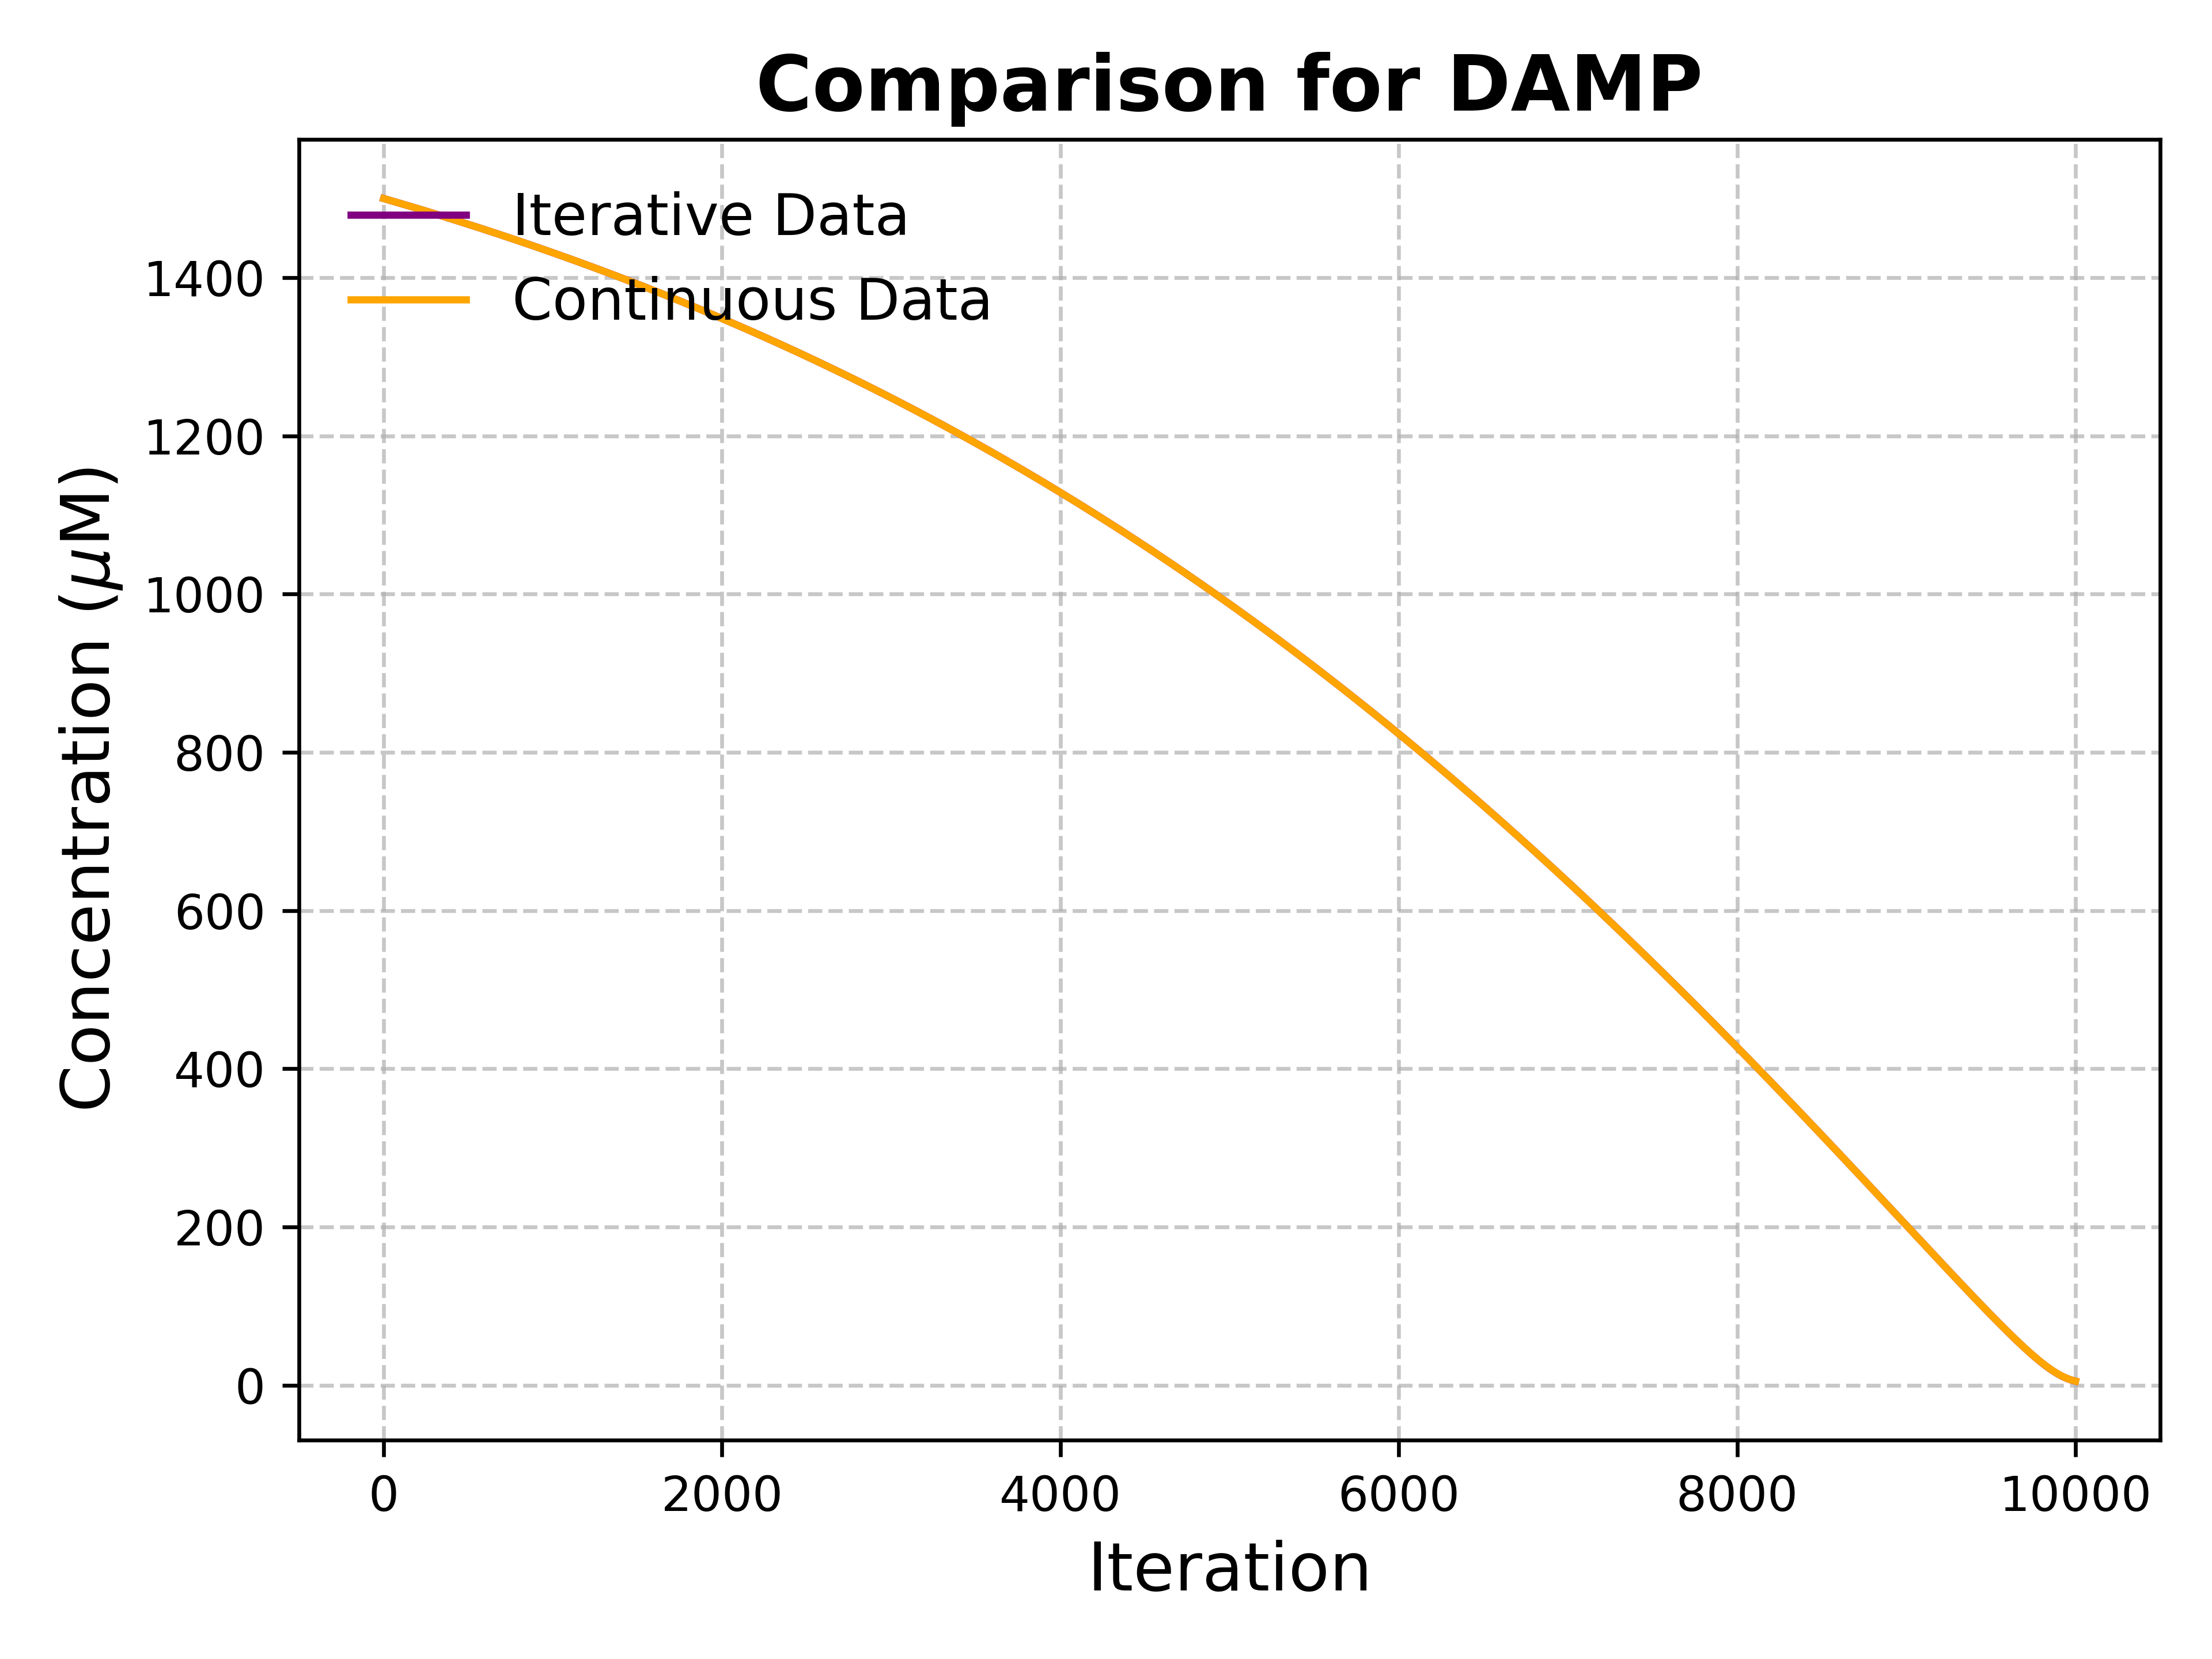 Comparison for DAMP
Iterative Data
Continuous Data
Concentration (μM)
1400
1200
1000
800
600
400
200
0
0 2000 4000 6000 8000 10000
Iteration